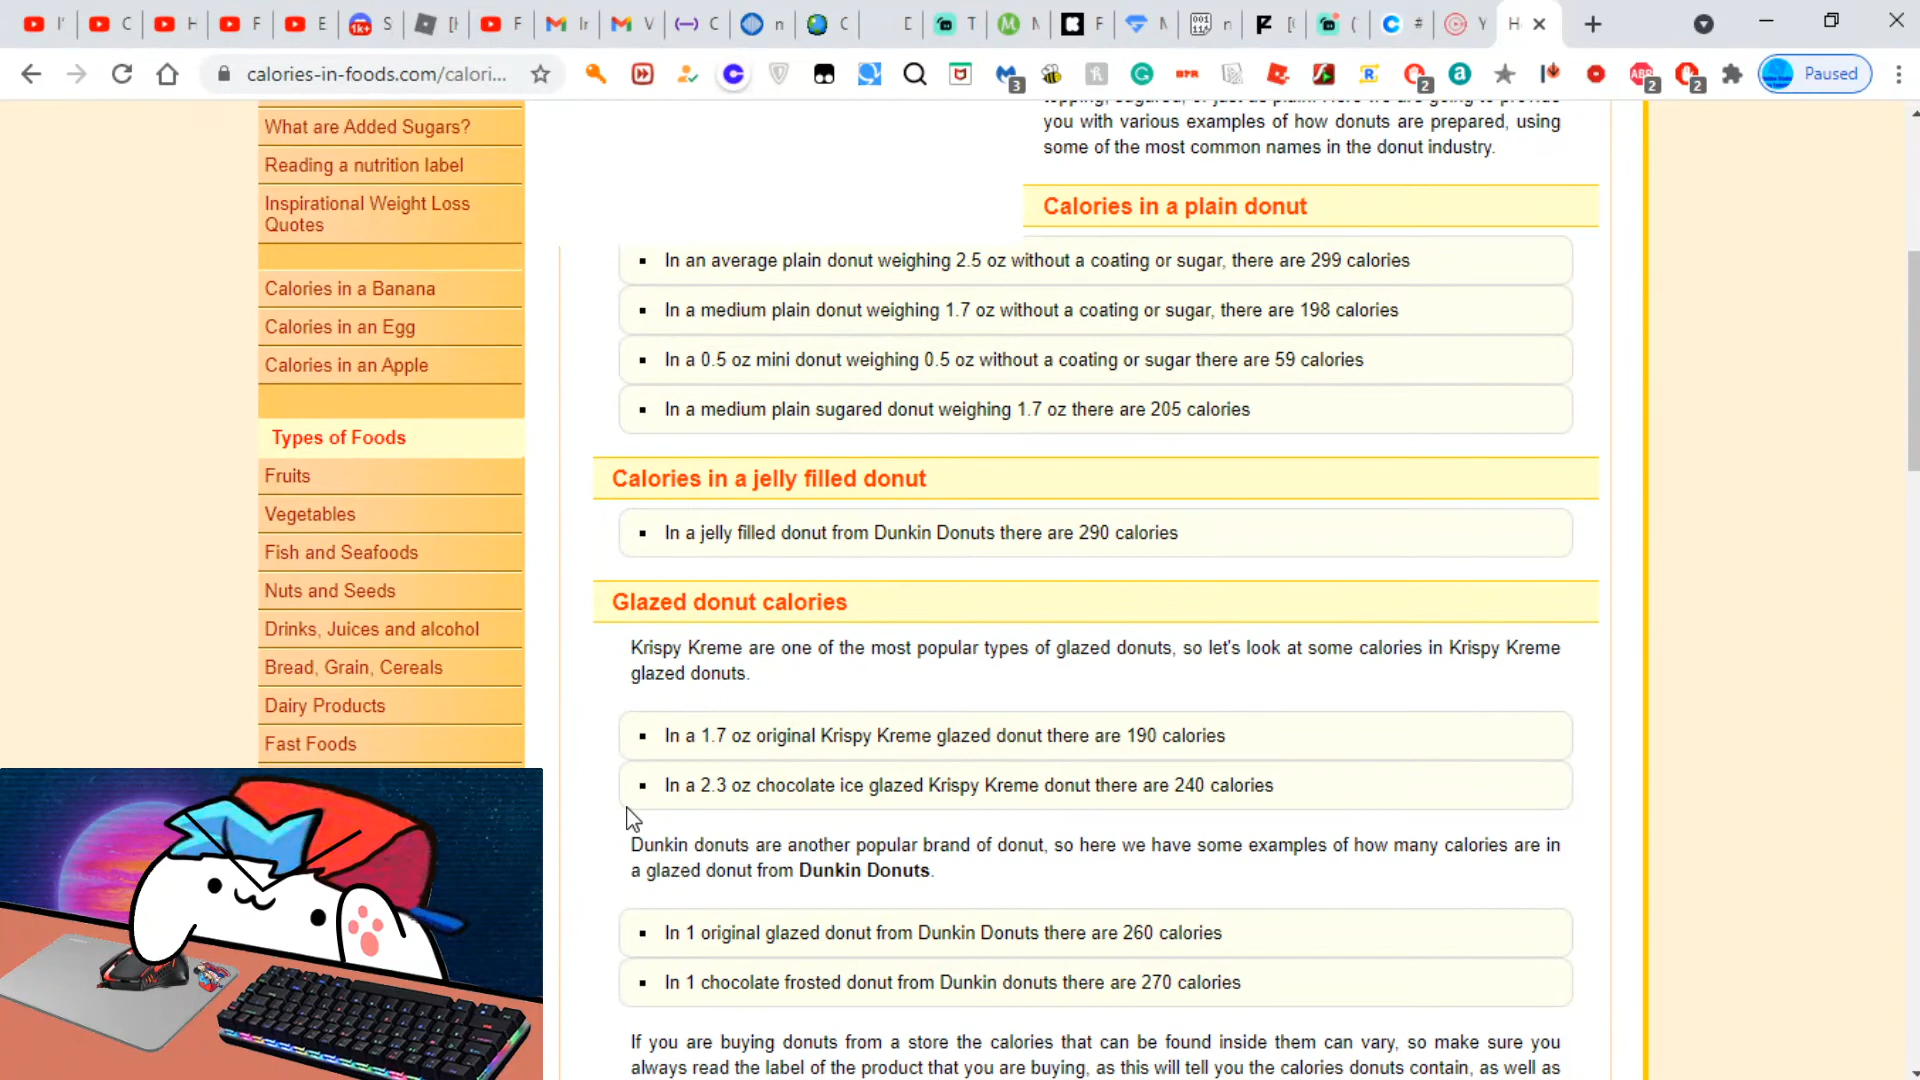 calories-in-foods.com/calori...
Paused
What are Added Sugars?
Reading a nutrition label
Inspirational Weight Loss
Quotes
Calories in a Banana
Calories in an Egg
Calories in an Apple
Types of Foods
Fruits
Vegetables
Fish and Seafoods
Nuts and Seeds
Drinks, Juices and alcohol
Bread, Grain, Cereals
Dairy Products
Fast Foods
you with various examples of how donuts are prepared, using
some of the most common names in the donut industry.
Calories in a plain donut
In an average plain donut weighing 2.5 oz without a coating or sugar, there are 299 calories
In a medium plain donut weighing 1.7 oz without a coating or sugar, there are 198 calories
In a 0.5 oz mini donut weighing 0.5 oz without a coating or sugar there are 59 calories
In a medium plain sugared donut weighing 1.7 oz there are 205 calories
Calories in a jelly filled donut
In a jelly filled donut from Dunkin Donuts there are 290 calories
Glazed donut calories
Krispy Kreme are one of the most popular types of glazed donuts, so let's look at some calories in Krispy Kreme
glazed donuts.
In a 1.7 oz original Krispy Kreme glazed donut there are 190 calories
In a 2.3 oz chocolate ice glazed Krispy Kreme donut there are 240 calories
Dunkin donuts are another popular brand of donut, so here we have some examples of how many calories are in
a glazed donut from Dunkin Donuts.
In 1 original glazed donut from Dunkin Donuts there are 260 calories
In 1 chocolate frosted donut from Dunkin donuts there are 270 calories
If you are buying donuts from a store the calories that can be found inside them can vary, so make sure you
always read the label of the product that you are buying, as this will tell you the calories donuts contain, as well as